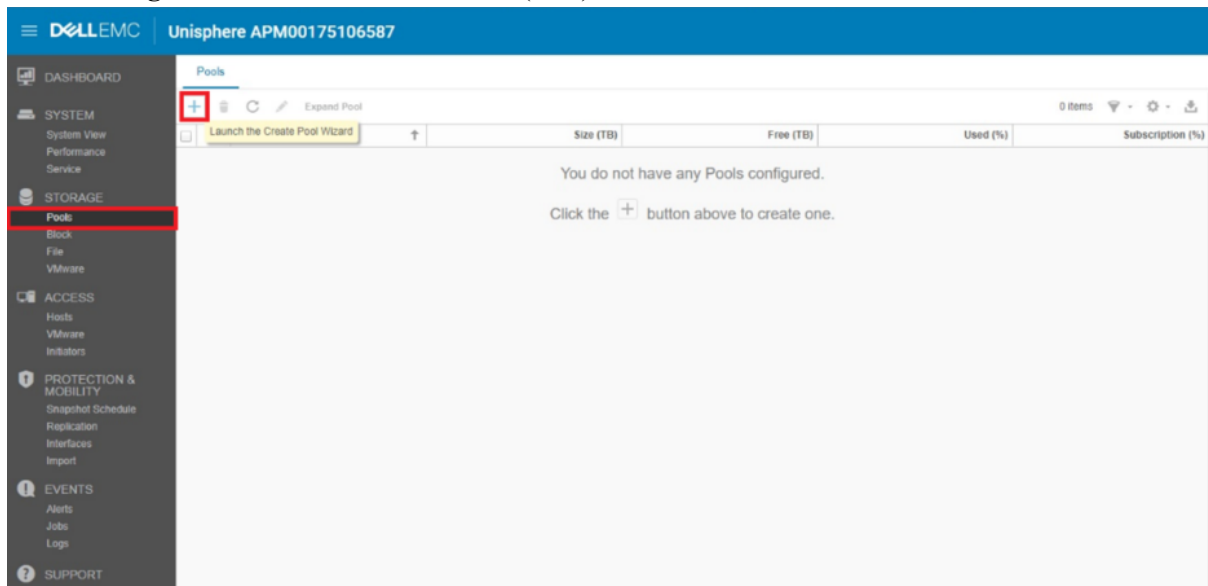 DELLEMC Unisphere APM00175106587
DASHBOARD
SYSTEM
System View
Performance
Service
STORAGE
Pools
Block
File
VMware
ACCESS
Hosts
VMware
Initiators
PROTECTION &
MOBILITY
Snapshot Schedule
Replication
Interfaces
Import
EVENTS
Alerts
Jobs
Logs
SUPPORT
Pools
Expand Pool 0 items
Launch the Create Pool Wizard
Size (TB) Free (TB) Used (%) Subscription (%)
You do not have any Pools configured.
Click the + button above to create one.